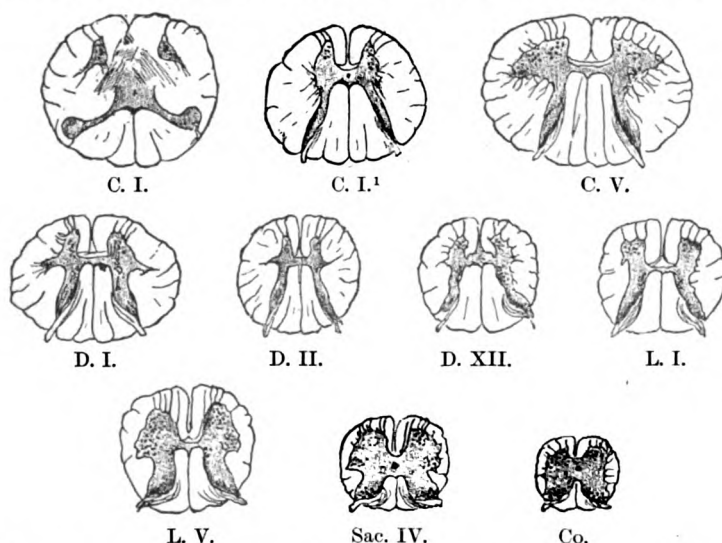 C. I. C. I.¹ C. V.
D. I. D. II. D. XII. L. I.
L. V. Sac. IV. Co.